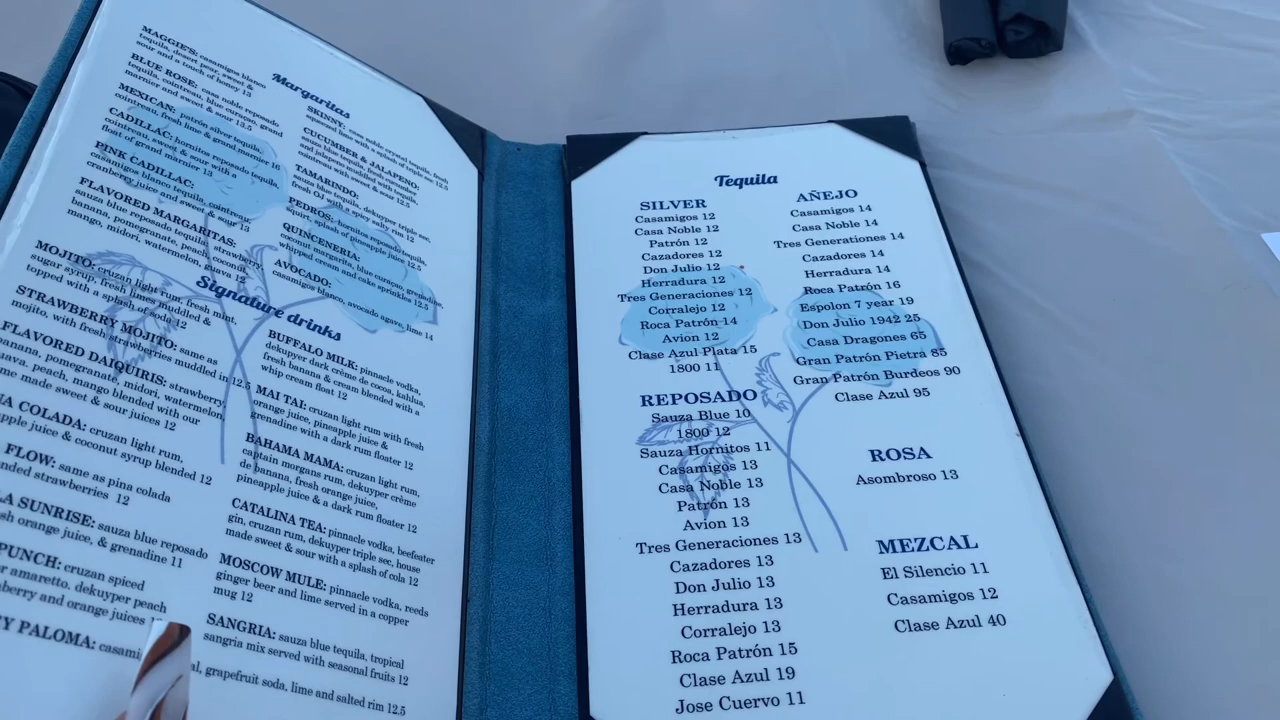 Margaritas
MAGGIE'S: casamigos blanco
tequila, desert pear, sweet &
sour and a touch of honey 13
BLUE ROSE: casa noble reposado
tequila, cointreau, blue curaçao, grand
marnier and sweet & sour 13.5
MEXICAN: patrón silver tequila,
cointreau, fresh lime & grand marnier 16
CADILLAC: hornitos reposado tequila,
cointreau, sweet & sour with a
float of grand marnier 13
PINK CADILLAC:
casamigos blanco tequila, cointreau,
cranberry juice and sweet & sour 13
FLAVORED MARGARITAS:
sauza blue reposado tequila, strawberry,
banana, pomegranate, peach, coconut,
mango, midori, watermelon, guava 12
SKINNY: casa noble crystal tequila, fresh
squeezed lime with a splash of agave 12.5
CUCUMBER & JALAPEÑO:
sauza blue tequila, fresh cucumber
and jalapeño muddled with
cointreau and sweet & sour 12.5
TAMARINDO:
sauza blue tequila, dekuyper triple sec,
fresh with a spicy salty rim 12
PEDROS: hornitos reposado tequila,
squirt, splash of pineapple juice 12.5
QUINCENERIA:
coconut margarita, blue curaçao, grenadine,
whipped cream and cake sprinkles 12.5
AVOCADO:
casamigos blanco, avocado agave, lime 14
Signature drinks
MOJITO: cruzan light rum, fresh mint,
sugar syrup, fresh limes muddled &
topped with a splash of soda 12
STRAWBERRY MOJITO: same as
mojito, with fresh strawberries muddled in 12.5
FLAVORED DAIQUIRIS: strawberry,
banana, pomegranate, midori, watermelon,
guava, peach, mango blended with our
me made sweet & sour juices 12
A COLADA: cruzan light rum,
apple juice & coconut syrup blended 12
FLOW: same as pina colada
nded strawberries 12
A SUNRISE: sauza blue reposado
sh orange juice, & grenadine 11
PUNCH: cruzan spiced
r amaretto, dekuyper peach
berry and orange juices
Y PALOMA: casami
al, grapefruit soda, lime and salted rim 12.5
BUFFALO MILK: pinnacle vodka,
dekuyper dark crème de cocoa, kahlua,
fresh banana & cream blended with a
whip cream float 12
MAI TAI: cruzan light rum with fresh
orange juice, pineapple juice &
grenadine with a dark rum floater 12
BAHAMA MAMA: cruzan light rum,
captain morgans rum, dekuyper crème
de banana, fresh orange juice,
pineapple juice & a dark rum floater 12
CATALINA TEA: pinnacle vodka, beefeater
gin, cruzan rum, dekuyper triple sec, house
made sweet & sour with a splash of cola 12
MOSCOW MULE: pinnacle vodka, reeds
ginger beer and lime served in a copper
mug 12
SANGRIA: sauza blue tequila, tropical
sangria mix served with seasonal fruits 12
Tequila
SILVER
Casamigos 12
Casa Noble 12
Patrón 12
Cazadores 12
Don Julio 12
Herradura 12
Tres Generaciones 12
Corralejo 12
Roca Patrón 14
Avion 12
Clase Azul Plata 15
1800 11
REPOSADO
Sauza Blue 10
1800 12
Sauza Hornitos 11
Casamigos 13
Casa Noble 13
Patrón 13
Avion 13
Tres Generaciones 13
Cazadores 13
Don Julio 13
Herradura 13
Corralejo 13
Roca Patrón 15
Clase Azul 19
Jose Cuervo 11
AÑEJO
Casamigos 14
Casa Noble 14
Tres Generationes 14
Cazadores 14
Herradura 14
Roca Patrón 16
Espolon 7 year 19
Don Julio 1942 25
Casa Dragones 65
Gran Patrón Pietrá 85
Gran Patrón Burdeos 90
Clase Azul 95
ROSA
Asombroso 13
MEZCAL
El Silencio 11
Casamigos 12
Clase Azul 40